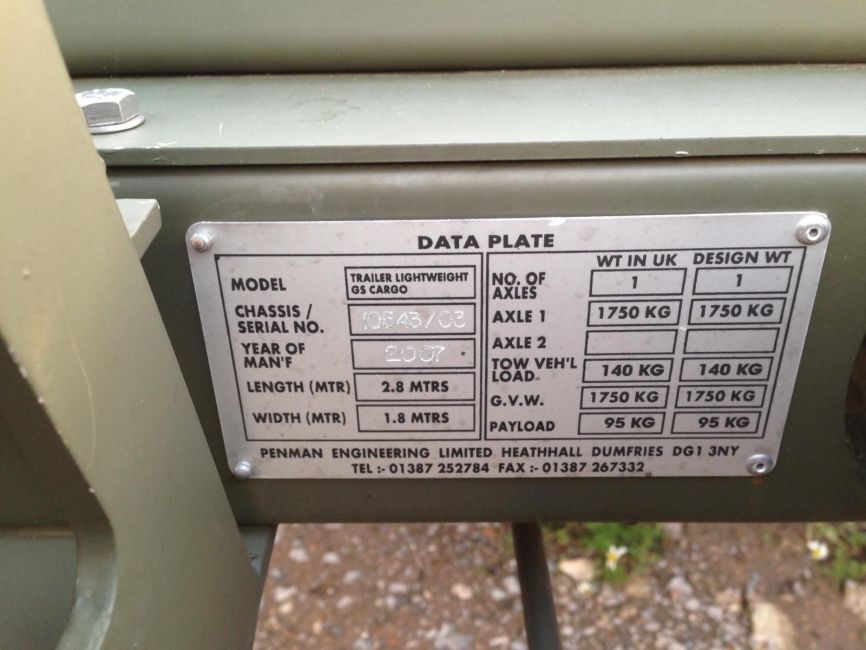 DATA PLATE
MODEL TRAILER LIGHTWEIGHT
GS CARGO
CHASSIS /
SERIAL NO. 10543/03
YEAR OF
MAN'F 2007
LENGTH (MTR) 2.8 MTRS
WIDTH (MTR) 1.8 MTRS
WT IN UK DESIGN WT
NO. OF
AXLES 1 1
AXLE 1 1750 KG 1750 KG
AXLE 2
TOW VEH'L
LOAD 140 KG 140 KG
G.V.W. 1750 KG 1750 KG
PAYLOAD 95 KG 95 KG
PENMAN ENGINEERING LIMITED HEATHHALL DUMFRIES DG1 3NY
TEL :- 01387 252784 FAX :- 01387 267332